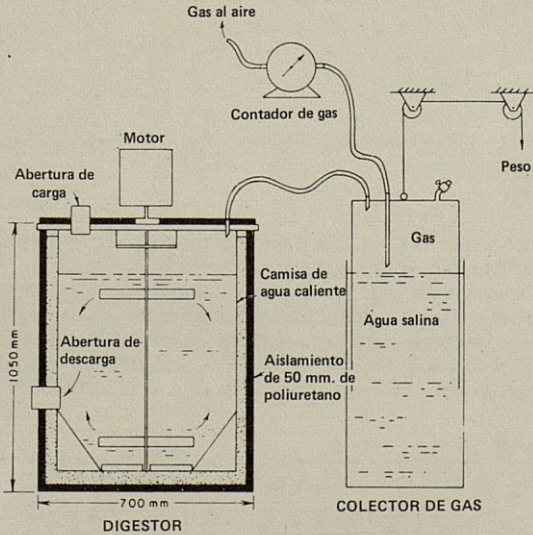 Gas al aire
Contador de gas
Motor
Peso
Abertura de
carga
Gas
Camisa de
agua caliente
Agua salina
Abertura de
descarga
Aislamiento
de 50 mm. de
poliuretano
1050 mm
700 mm
DIGESTOR
COLECTOR DE GAS